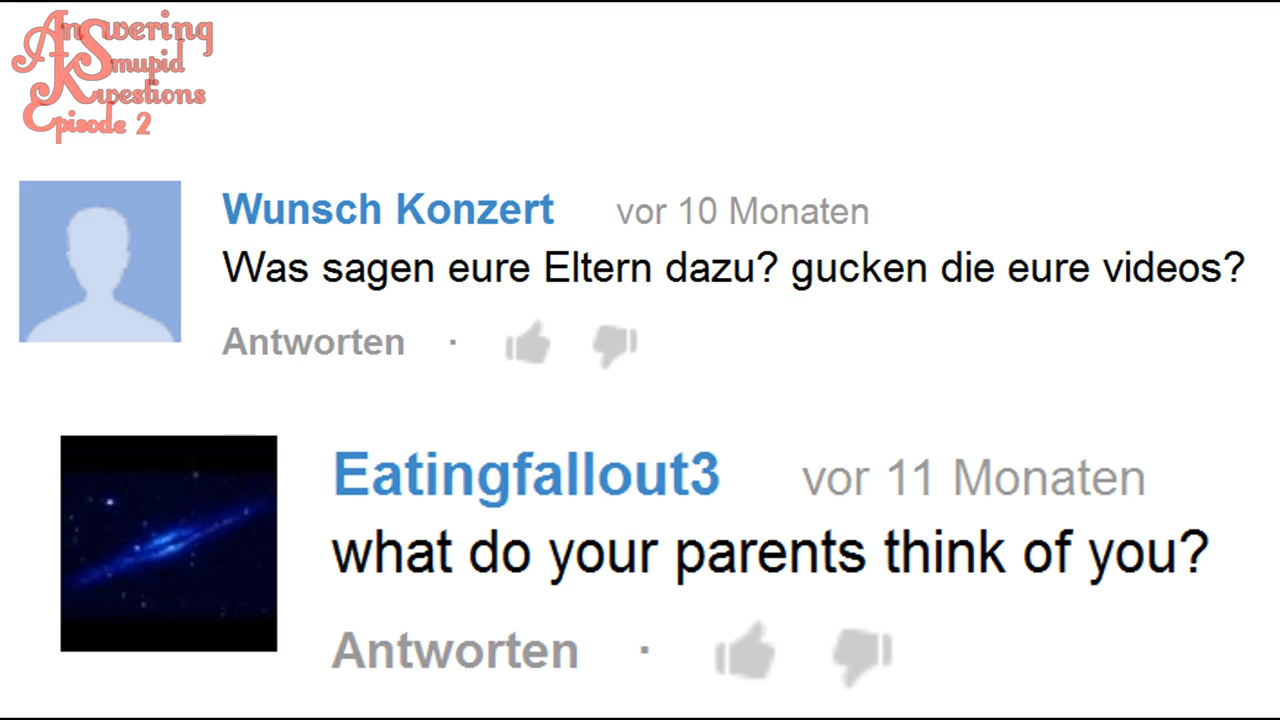 Answering
Smupid
Kwestions
Episode 2
Wunsch Konzert vor 10 Monaten
Was sagen eure Eltern dazu? gucken die eure videos?
Antworten ·
Eatingfallout3 vor 11 Monaten
what do your parents think of you?
Antworten ·